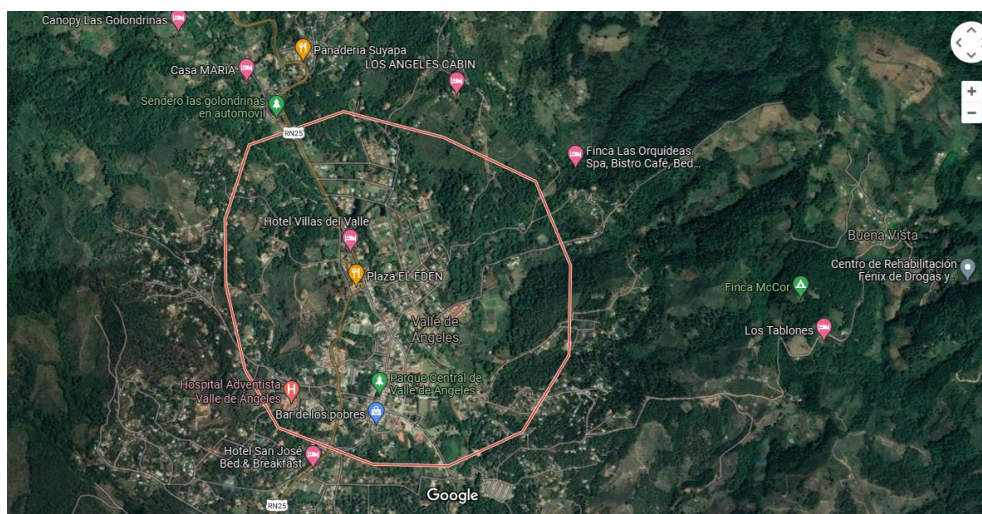 Canopy Las Golondrinas
Panaderia Suyapa
Casa MARIA
LOS ANGELES CABIN
Sendero las golondrinas
en automovil
RN25
Finca Las Orquídeas.
Spa, Bistro Café, Bed...
Hotel Villas del Valle
Buena Vista
Plaza EL EDEN
Centro de Rehabilitación
Fénix de Drogas y...
Finca McCor
Valle de
Ángeles
Los Tablones
Hospital Adventista
Valle de Ángeles
Parque Central de
Valle de Ángeles
Bar de los pobres
Hotel San José
Bed & Breakfast
Google
RN25